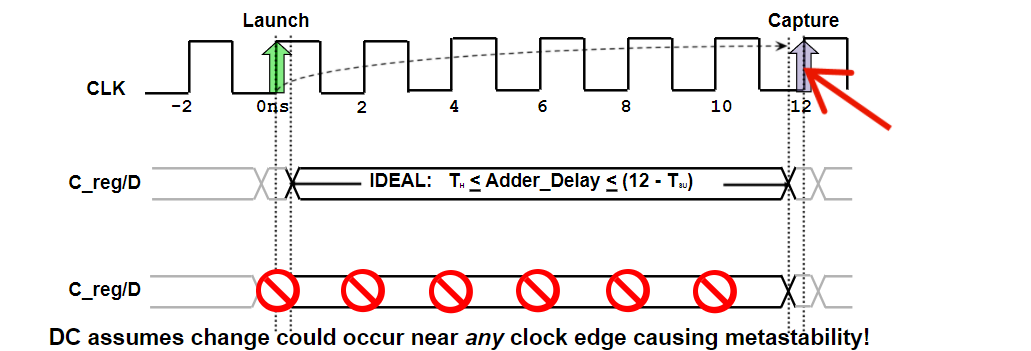 Launch Capture
CLK
-2 0ns 2 4 6 8 10 12
C_reg/D IDEAL: TH ≤ Adder_Delay ≤ (12 - TSU)
C_reg/D
DC assumes change could occur near any clock edge causing metastability!